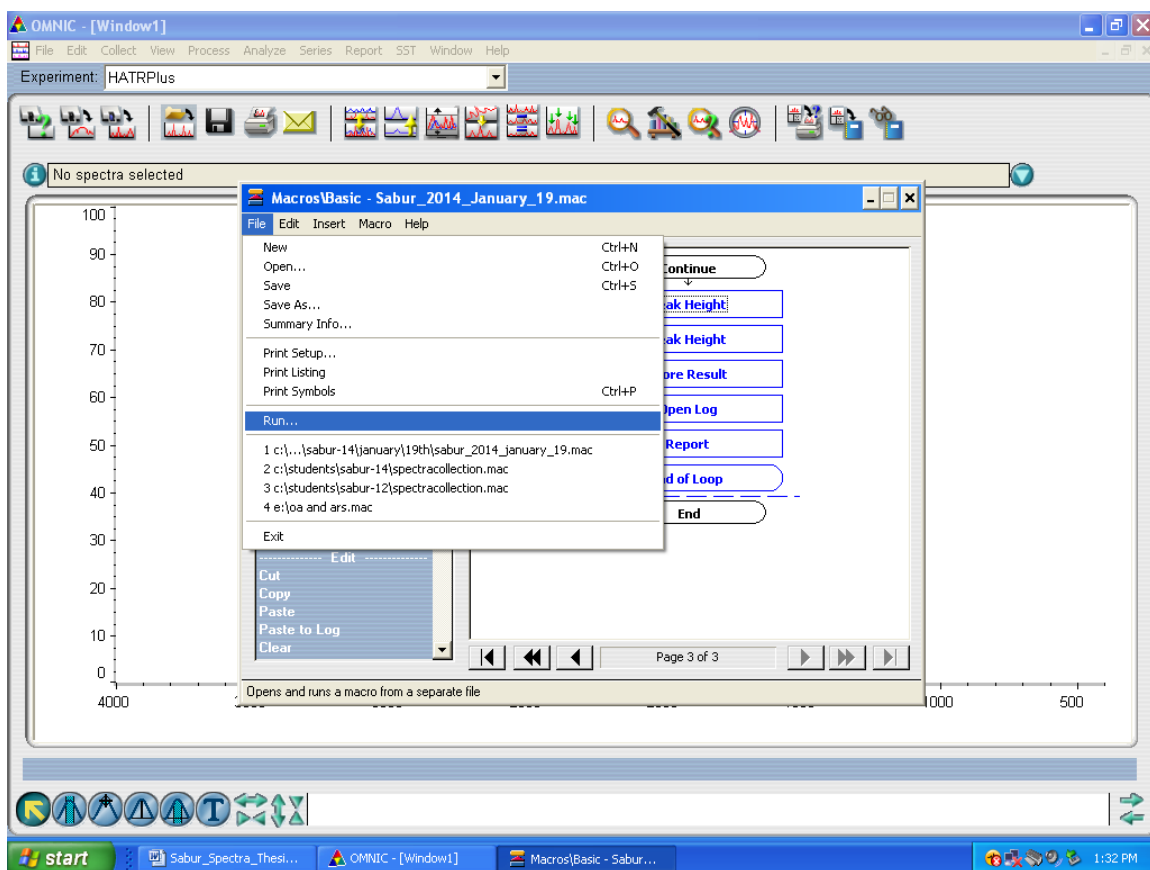 OMNIC - [Window1]
File Edit Collect View Process Analyze Series Report SST Window Help
Experiment: HATRPlus
No spectra selected
Macros\Basic - Sabur_2014_January_19.mac
File Edit Insert Macro Help
New Ctrl+N
Open... Ctrl+O
Save Ctrl+S
Save As...
Summary Info...
Print Setup...
Print Listing
Print Symbols Ctrl+P
Run...
1 c:\...\sabur-14\january\19th\sabur_2014_january_19.mac
2 c:\students\sabur-14\spectracollection.mac
3 c:\students\sabur-12\spectracollection.mac
4 e:\oa and ars.mac
Exit
Continue
ak Height
ak Height
ore Result
Open Log
Report
d of Loop
End
Edit
Cut
Copy
Paste
Paste to Log
Clear
Page 3 of 3
Opens and runs a macro from a separate file
100
90
80
70
60
50
40
30
20
10
0
4000 1000 500
T
start Sabur_Spectra_Thesi... OMNIC - [Window1] Macros\Basic - Sabur... 1:32 PM